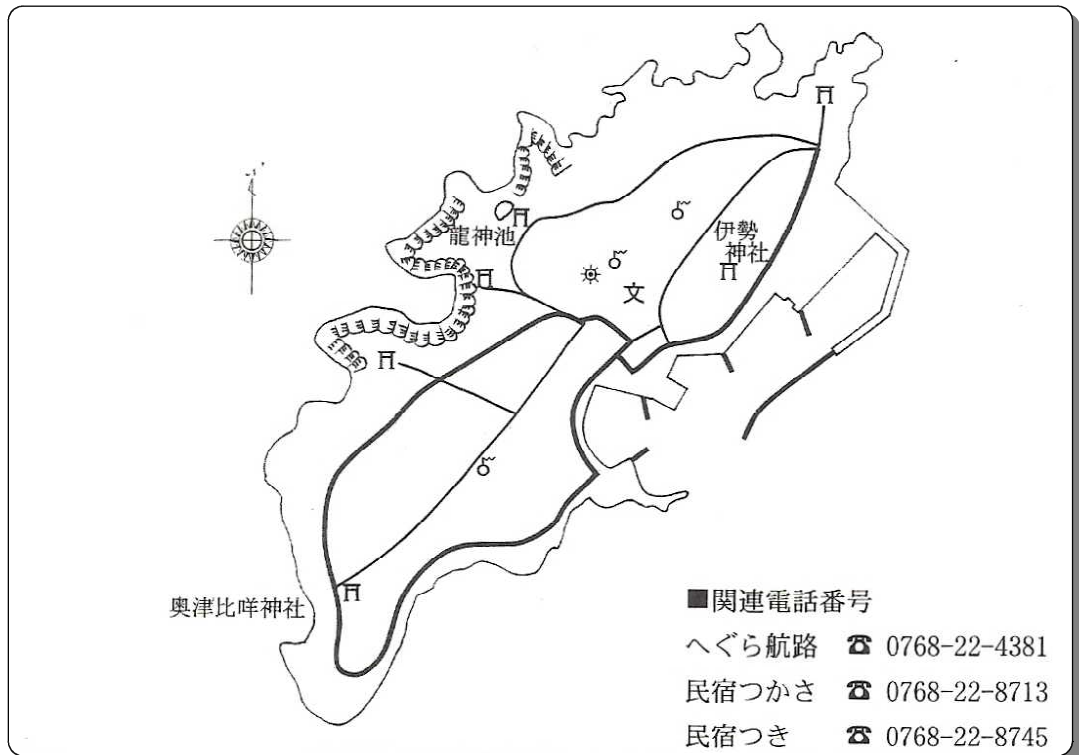 龍神池
伊勢
神社
文
奥津比咩神社
■関連電話番号
へぐら航路 ☎ 0768-22-4381
民宿つかさ ☎ 0768-22-8713
民宿つき ☎ 0768-22-8745